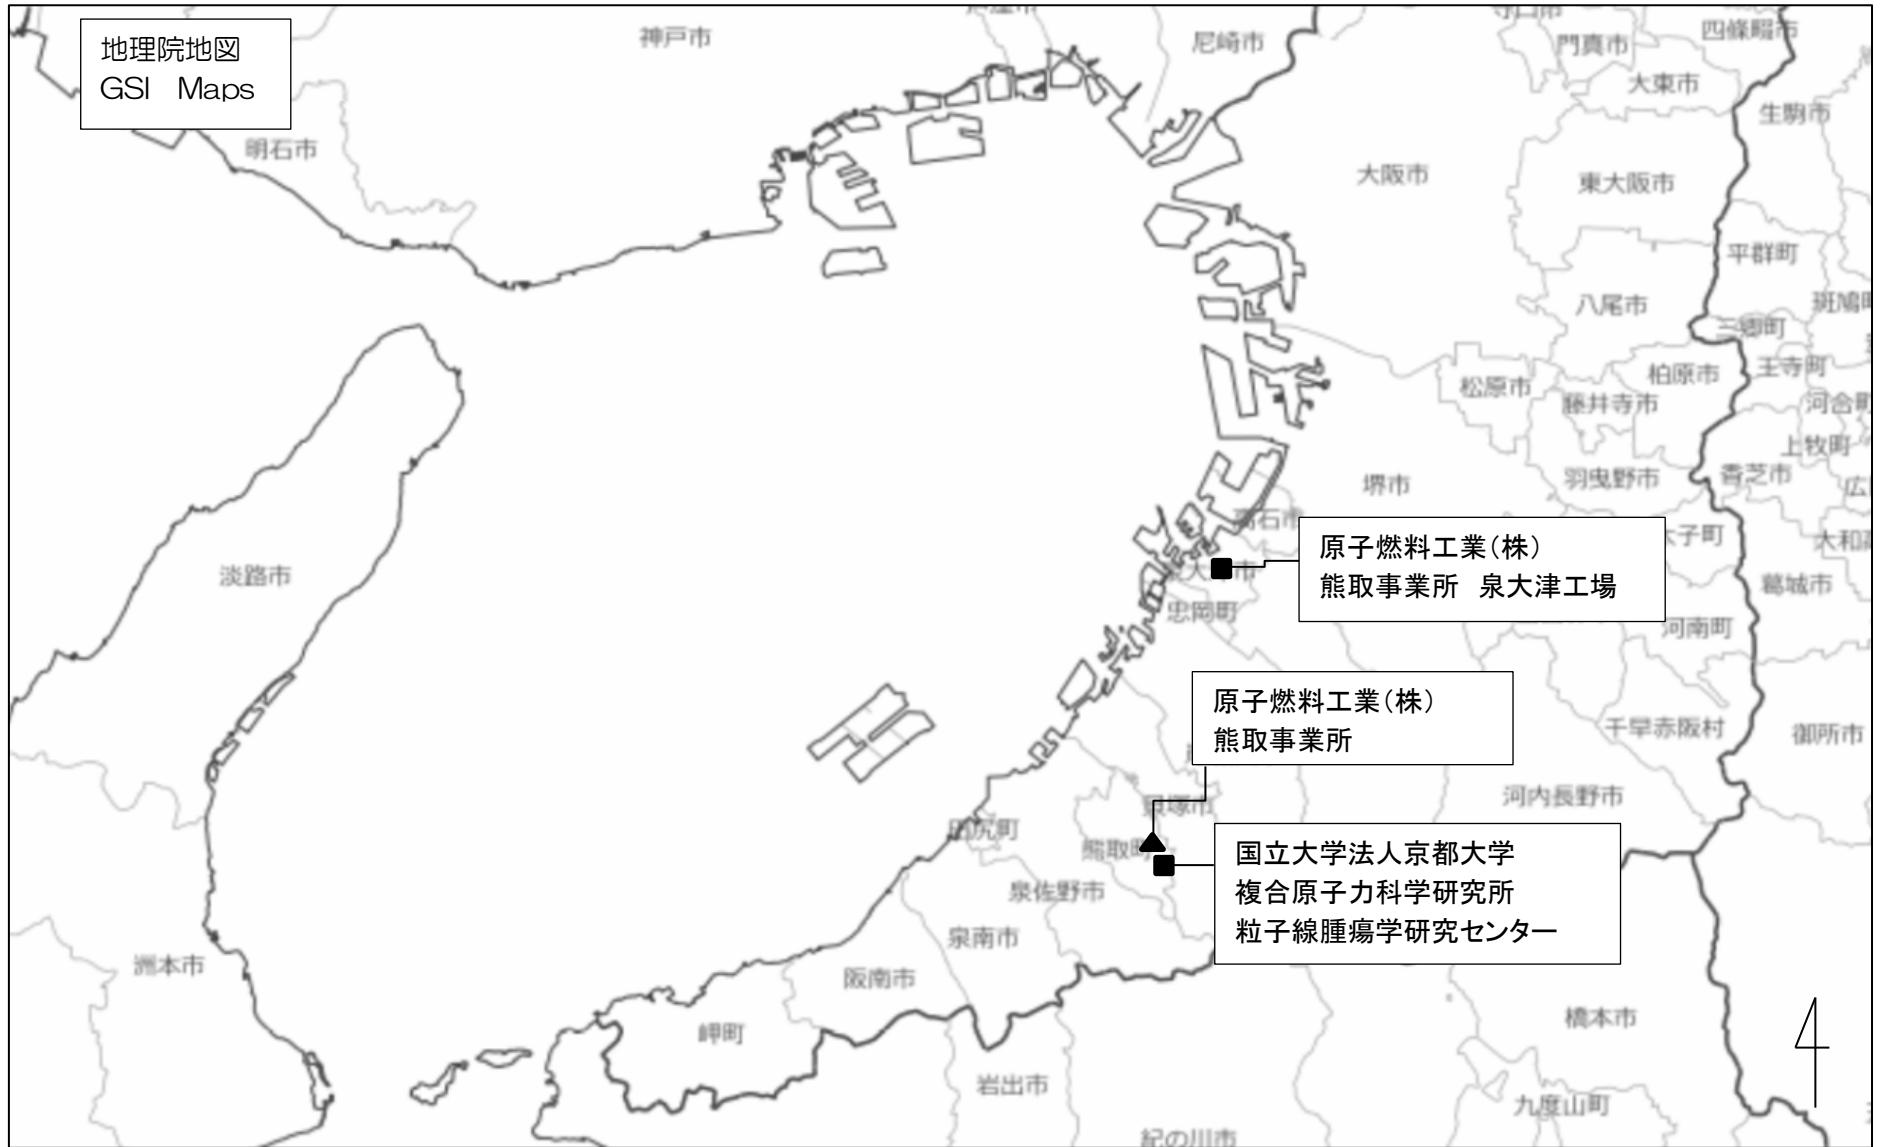 地理院地図
GSI Maps
神戸市
尼崎市
門真市
四條畷市
大東市
生駒市
明石市
大阪市
東大阪市
平群町
八尾市
三郷町
王寺町
柏原市
松原市
藤井寺市
上牧町
羽曳野市
香芝市
堺市
高石市
原子燃料工業(株)
熊取事業所 泉大津工場
淡路市
葛城市
忠岡町
河南町
原子燃料工業(株)
熊取事業所
千早赤阪村
御所市
河内長野市
貝塚市
田尻町
熊取町
国立大学法人京都大学
複合原子力科学研究所
粒子線腫瘍学研究センター
泉佐野市
泉南市
洲本市
阪南市
岬町
橋本市
岩出市
九度山町
紀の川市